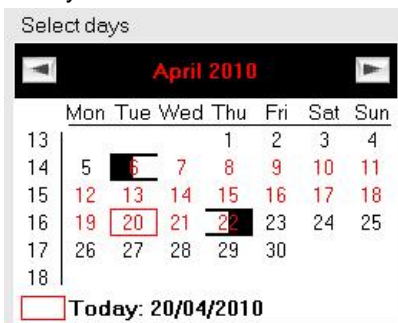 Select days
April 2010
Mon Tue Wed Thu Fri Sat Sun
13 1 2 3 4
14 5 6 7 8 9 10 11
15 12 13 14 15 16 17 18
16 19 20 21 22 23 24 25
17 26 27 28 29 30
18
Today: 20/04/2010